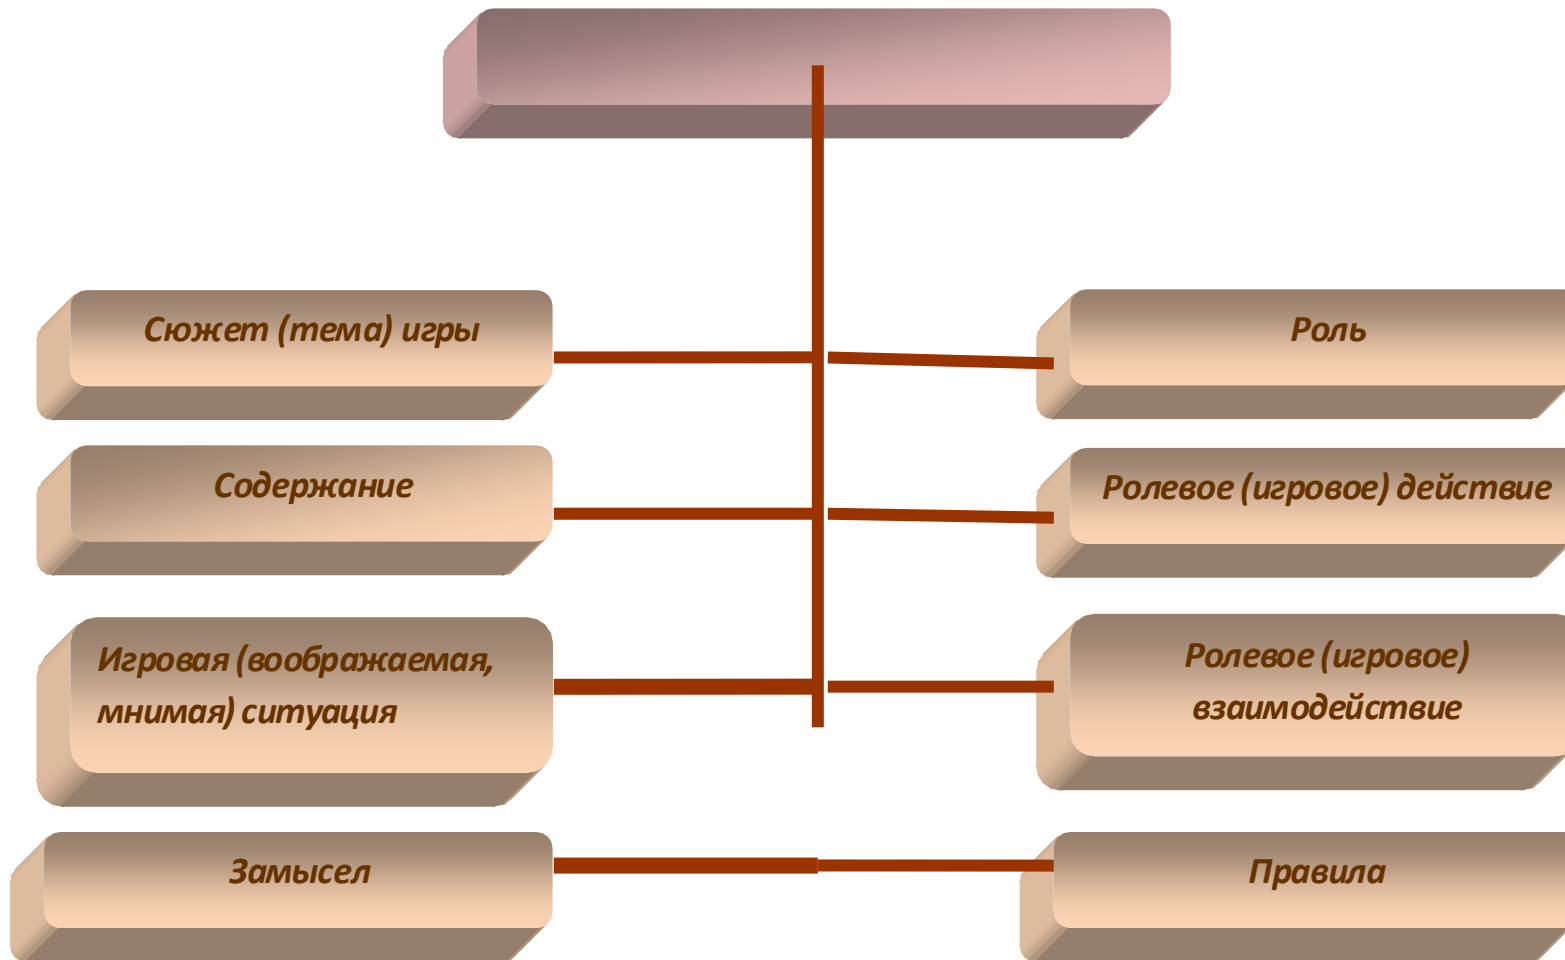 Сюжет (тема) игры
Роль
Содержание
Ролевое (игровое) действие
Игровая (воображаемая,
мнимая) ситуация
Ролевое (игровое)
взаимодействие
Замысел
Правила